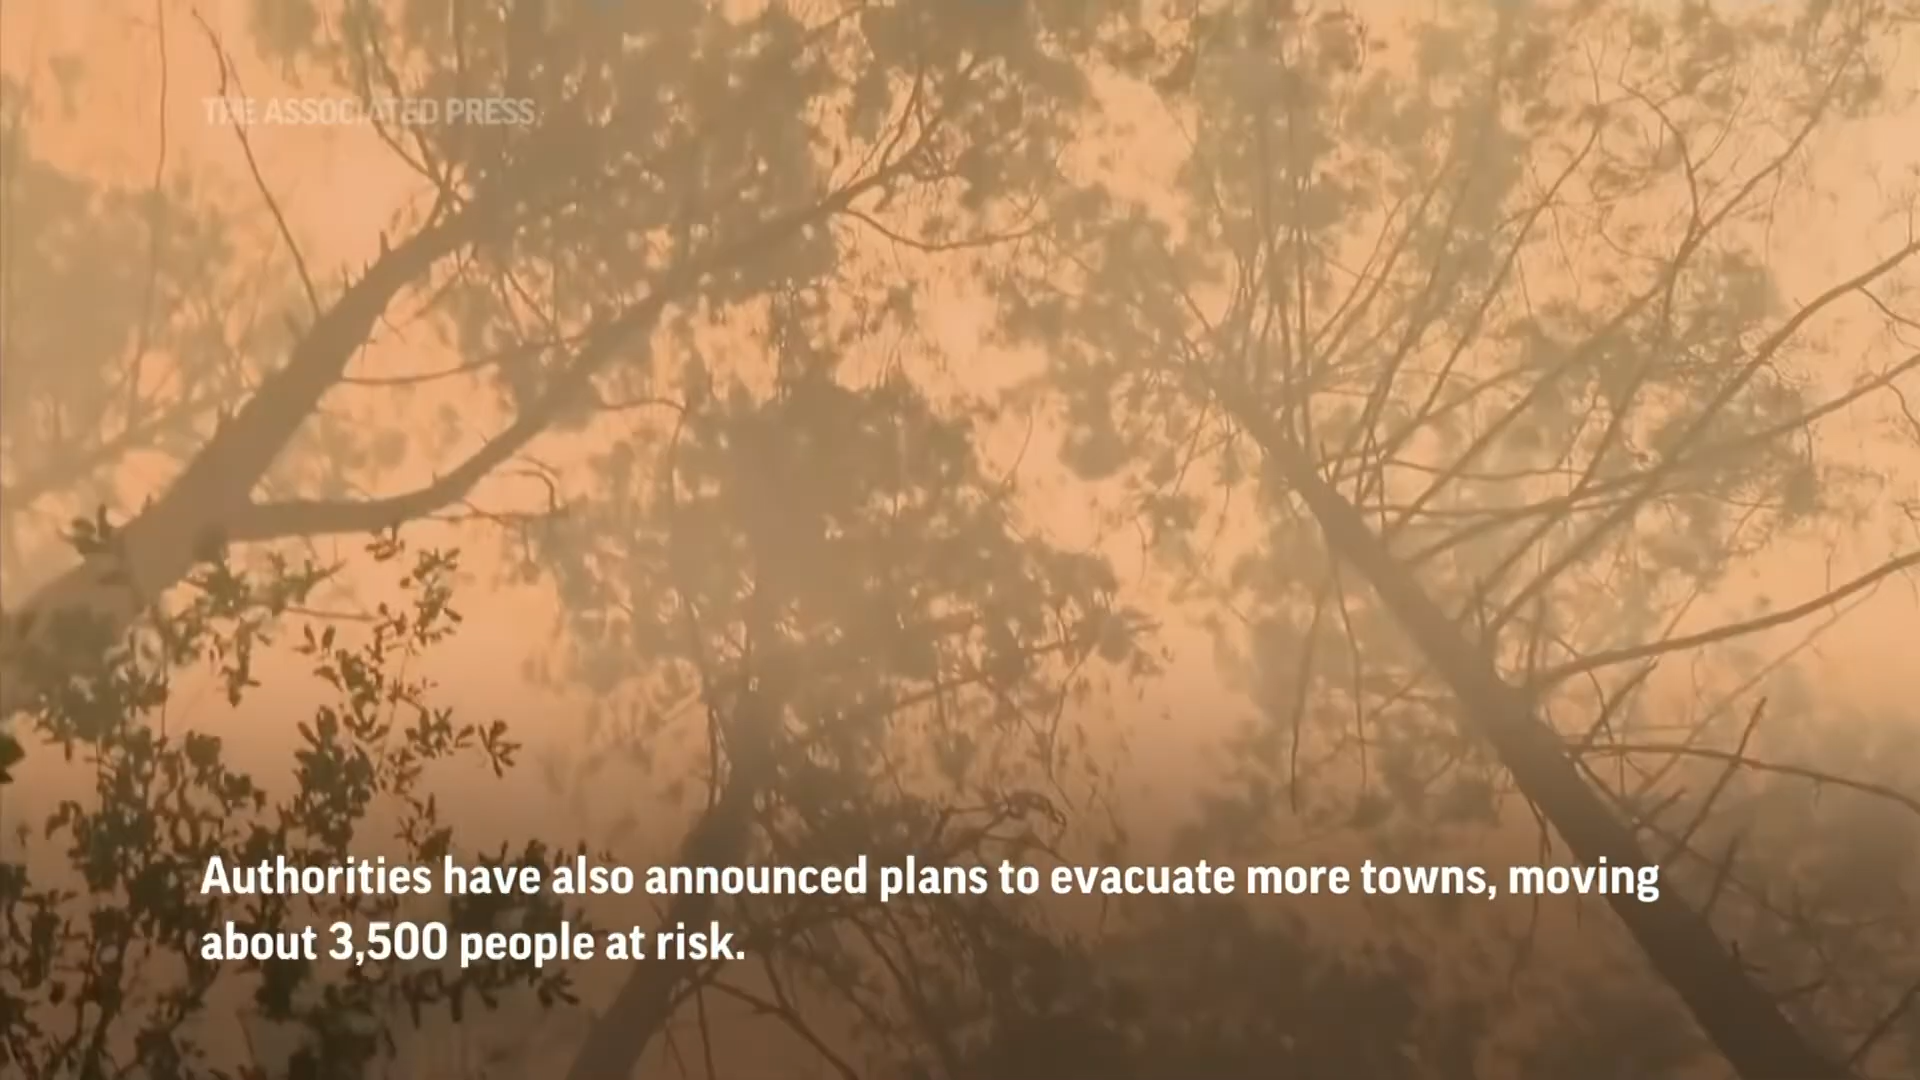 THE ASSOCIATED PRESS
Authorities have also announced plans to evacuate more towns, moving
about 3,500 people at risk.